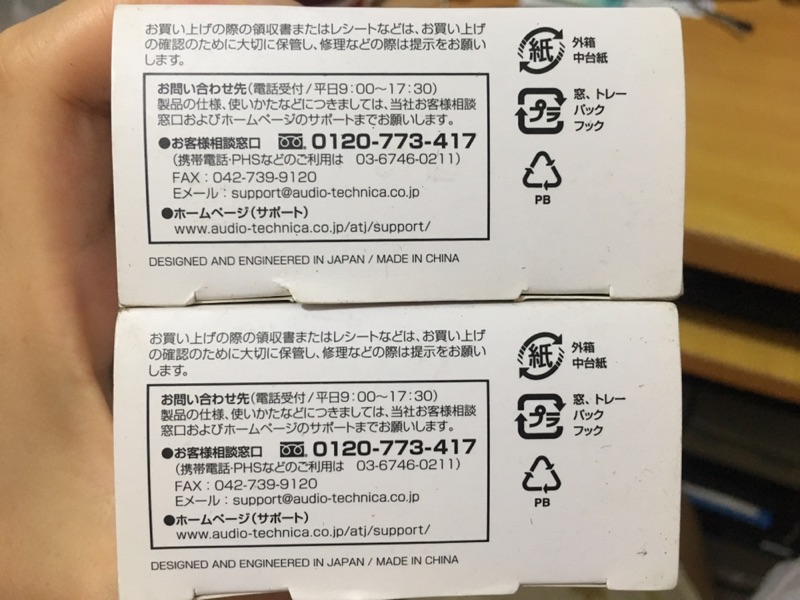 お買い上げの際の領収書またはレシートなどは、お買い上げ
の確認のために大切に保管し、修理などの際は提示をお願い
します。
お問い合わせ先（電話受付／平日9：00〜17：30）
製品の仕様、使いかたなどにつきましては、当社お客様相談
窓口およびホームページのサポートまでお願いします。
●お客様相談窓口 0120-773-417
（携帯電話・PHSなどのご利用は 03-6746-0211）
FAX：042-739-9120
Eメール：support@audio-technica.co.jp
●ホームページ（サポート）
www.audio-technica.co.jp/atj/support/
DESIGNED AND ENGINEERED IN JAPAN / MADE IN CHINA
紙
外箱
中台紙
プラ
窓、トレー
パック
フック
PB
お買い上げの際の領収書またはレシートなどは、お買い上げ
の確認のために大切に保管し、修理などの際は提示をお願い
します。
お問い合わせ先（電話受付／平日9：00〜17：30）
製品の仕様、使いかたなどにつきましては、当社お客様相談
窓口およびホームページのサポートまでお願いします。
●お客様相談窓口 0120-773-417
（携帯電話・PHSなどのご利用は 03-6746-0211）
FAX：042-739-9120
Eメール：support@audio-technica.co.jp
●ホームページ（サポート）
www.audio-technica.co.jp/atj/support/
DESIGNED AND ENGINEERED IN JAPAN / MADE IN CHINA
紙
外箱
中台紙
プラ
窓、トレー
パック
フック
PB